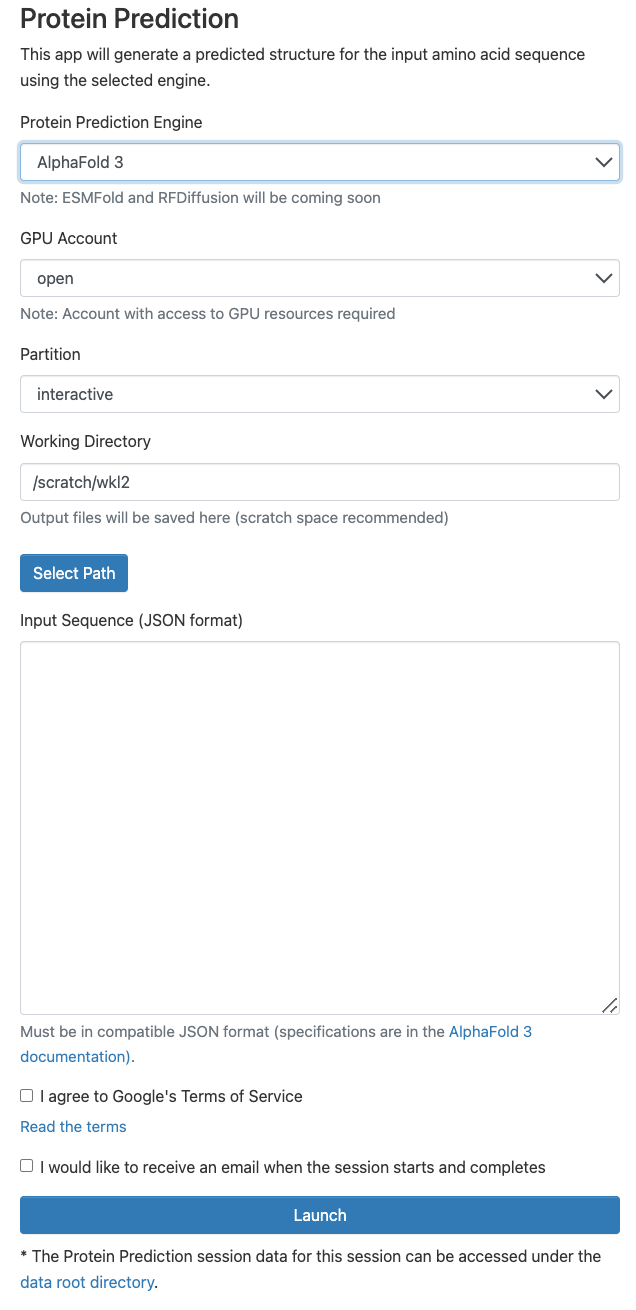 Protein Prediction
This app will generate a predicted structure for the input amino acid sequence
using the selected engine.
Protein Prediction Engine
AlphaFold 3
Note: ESMFold and RFDiffusion will be coming soon
GPU Account
open
Note: Account with access to GPU resources required
Partition
interactive
Working Directory
/scratch/wkl2
Output files will be saved here (scratch space recommended)
Select Path
Input Sequence (JSON format)
Must be in compatible JSON format (specifications are in the AlphaFold 3
documentation).
I agree to Google's Terms of Service
Read the terms
I would like to receive an email when the session starts and completes
Launch
* The Protein Prediction session data for this session can be accessed under the
data root directory.